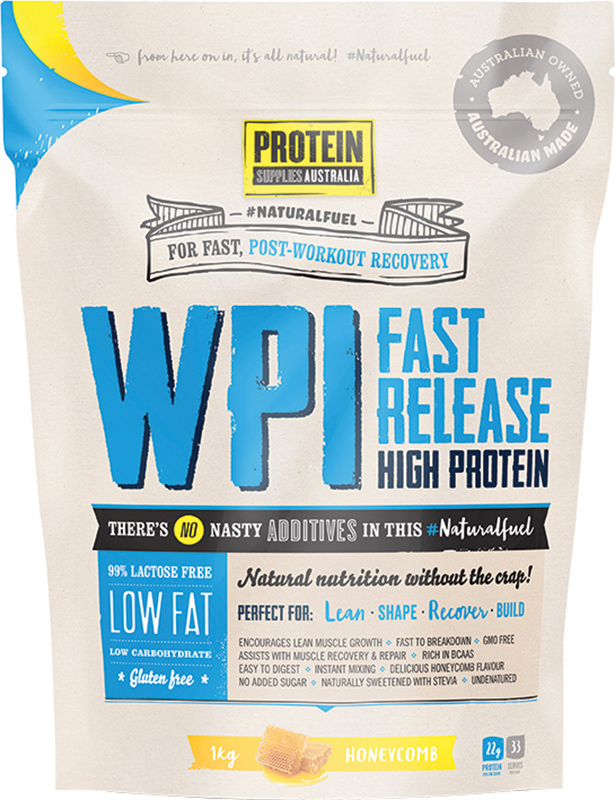 from here on in, it's all natural! #Naturalfuel
AUSTRALIAN OWNED
AUSTRALIAN MADE
PROTEIN
SUPPLIES AUSTRALIA
#NATURALFUEL
FOR FAST, POST-WORKOUT RECOVERY
WPI
FAST
RELEASE
HIGH PROTEIN
THERE'S NO NASTY ADDITIVES IN THIS #Naturalfuel
99% LACTOSE FREE
LOW FAT
LOW CARBOHYDRATE
* Gluten free *
Natural nutrition without the crap!
PERFECT FOR: Lean · SHAPE · Recover · BUILD
ENCOURAGES LEAN MUSCLE GROWTH ❖ FAST TO BREAKDOWN ❖ GMO FREE
ASSISTS WITH MUSCLE RECOVERY & REPAIR ❖ RICH IN BCAAS
EASY TO DIGEST ❖ INSTANT MIXING ❖ DELICIOUS HONEYCOMB FLAVOUR
NO ADDED SUGAR ❖ NATURALLY SWEETENED WITH STEVIA ❖ UNDENATURED
1kg HONEYCOMB
22g 33
PROTEIN SERVES